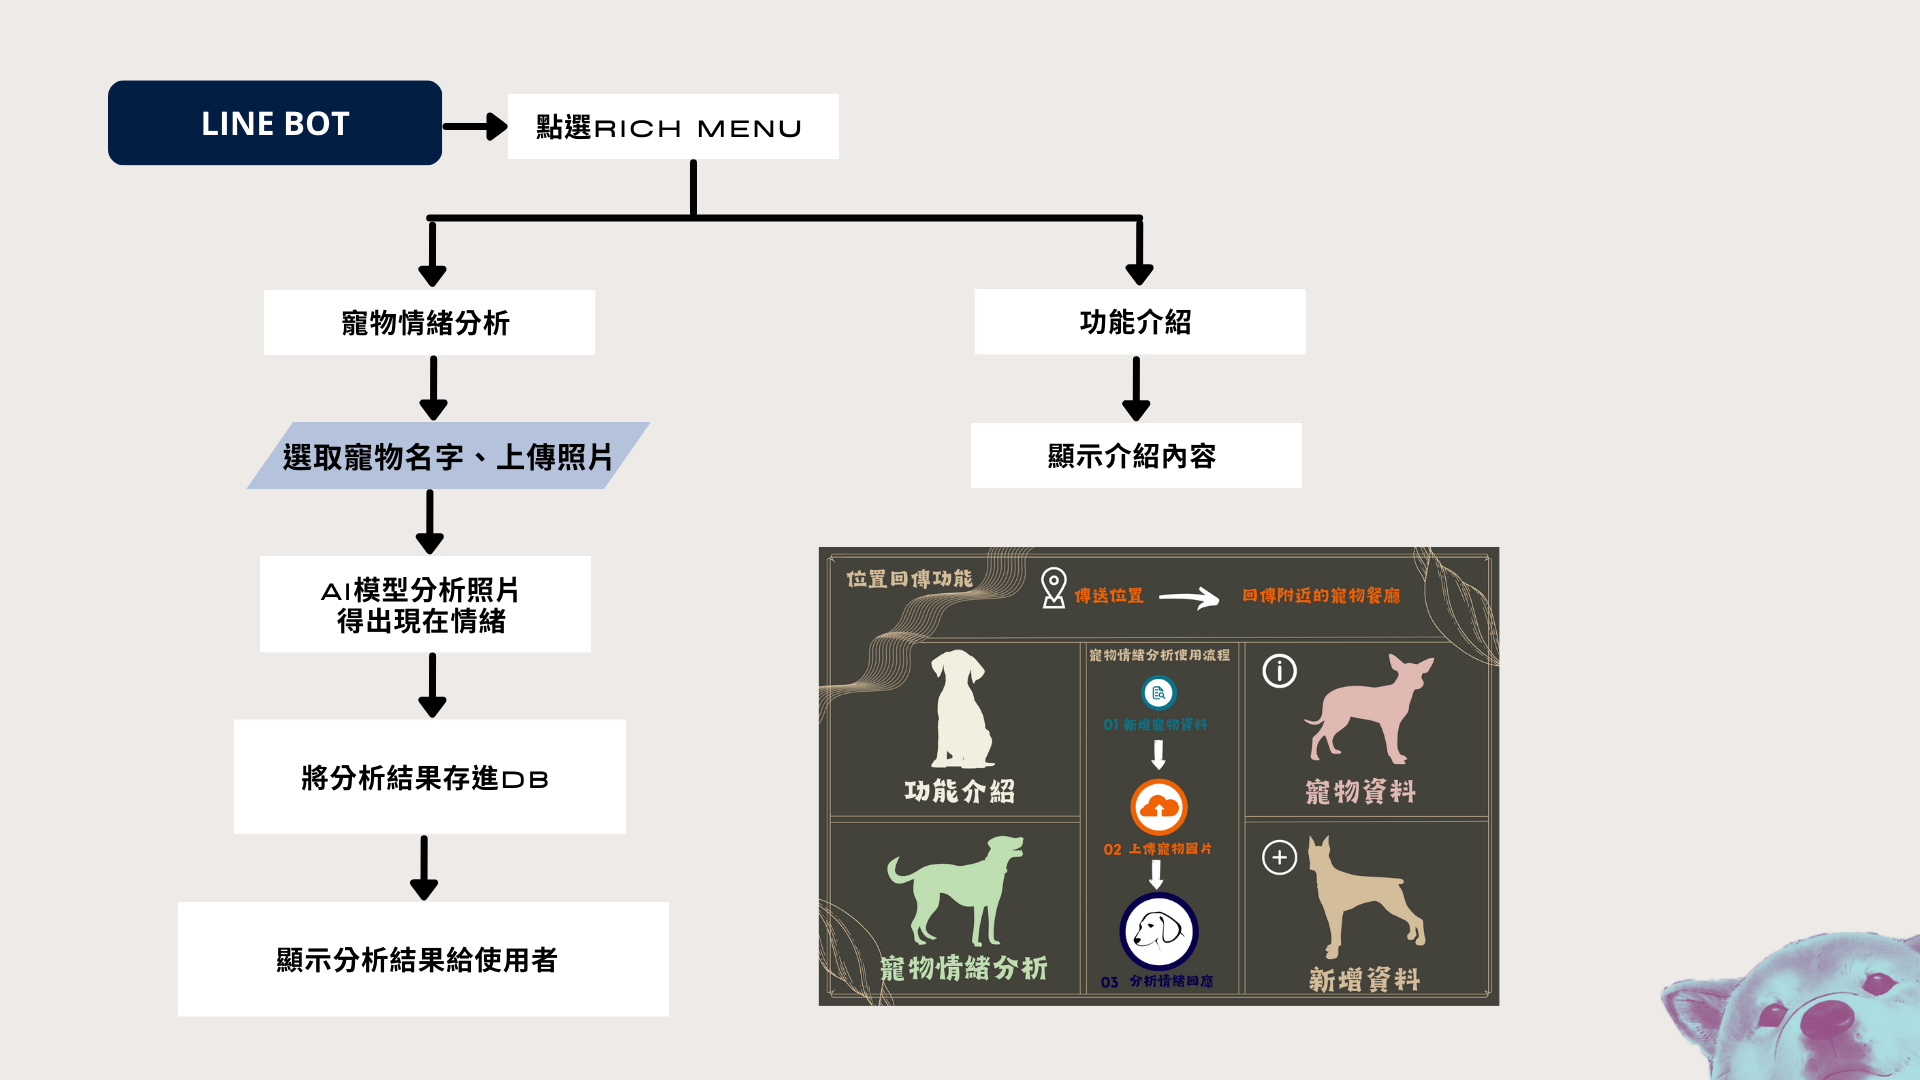 LINE BOT
點選RICH MENU
寵物情緒分析
功能介紹
選取寵物名字、上傳照片
顯示介紹內容
AI模型分析照片
得出現在情緒
將分析結果存進DB
顯示分析結果給使用者
位置回傳功能
傳送位置
回傳附近的寵物餐廳
寵物情緒分析使用流程
01 新增寵物資料
功能介紹
寵物資料
02 上傳寵物圖片
寵物情緒分析
03 分析情緒回應
新增資料